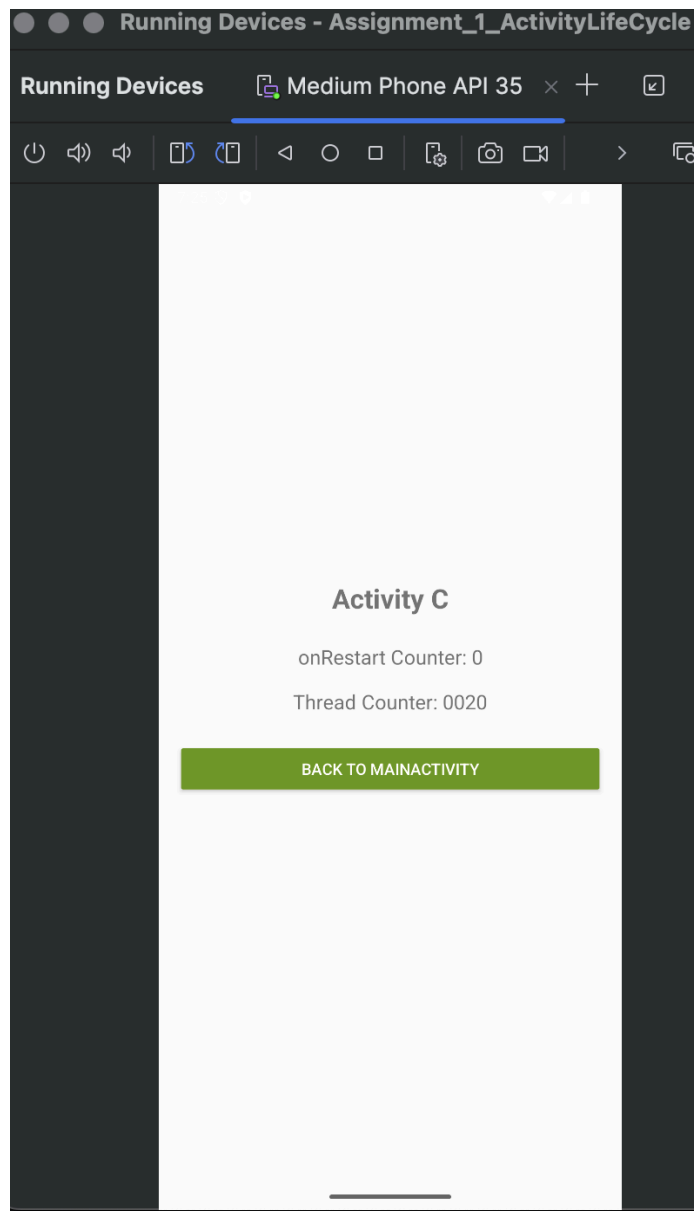 Running Devices - Assignment_1_ActivityLifeCycle
Running Devices
Medium Phone API 35
Activity C
onRestart Counter: 0
Thread Counter: 0020
BACK TO MAINACTIVITY